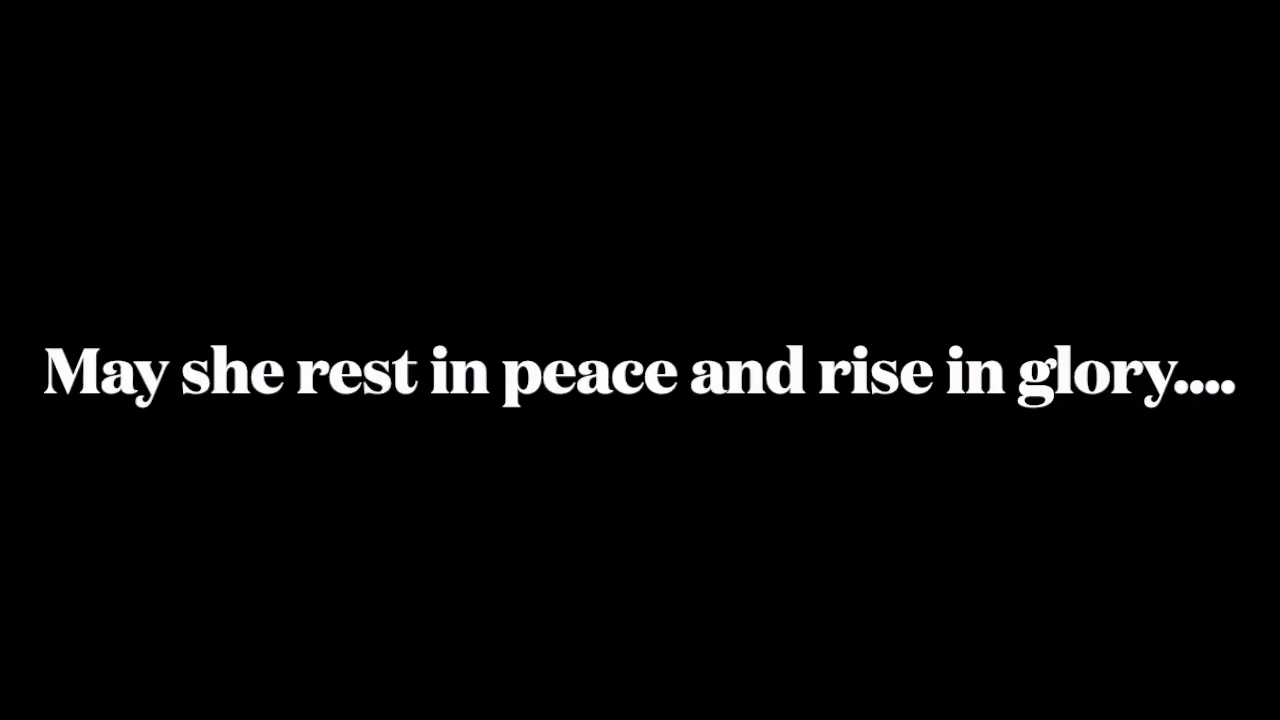 May she rest in peace and rise in glory....